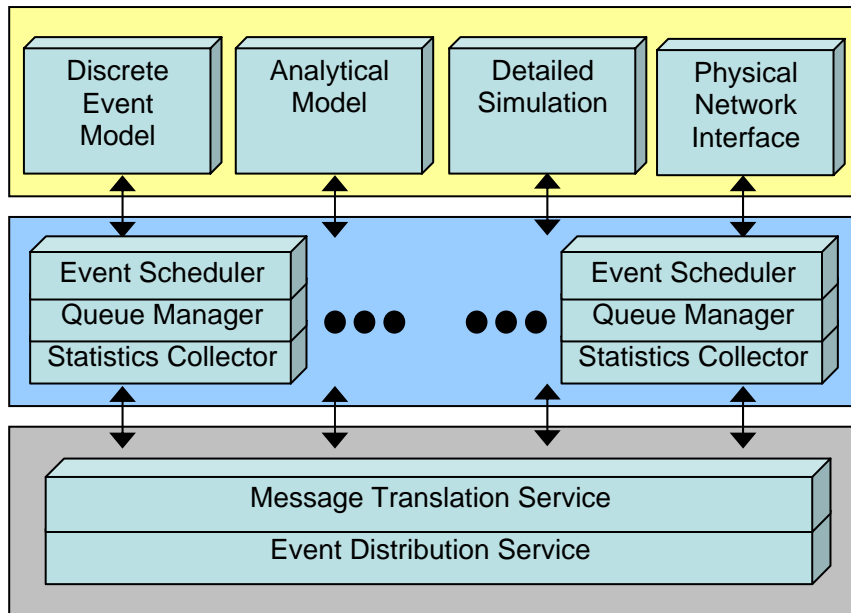 Discrete
Event
Model
Analytical
Model
Detailed
Simulation
Physical
Network
Interface
Event Scheduler
Queue Manager
Statistics Collector
Event Scheduler
Queue Manager
Statistics Collector
Message Translation Service
Event Distribution Service